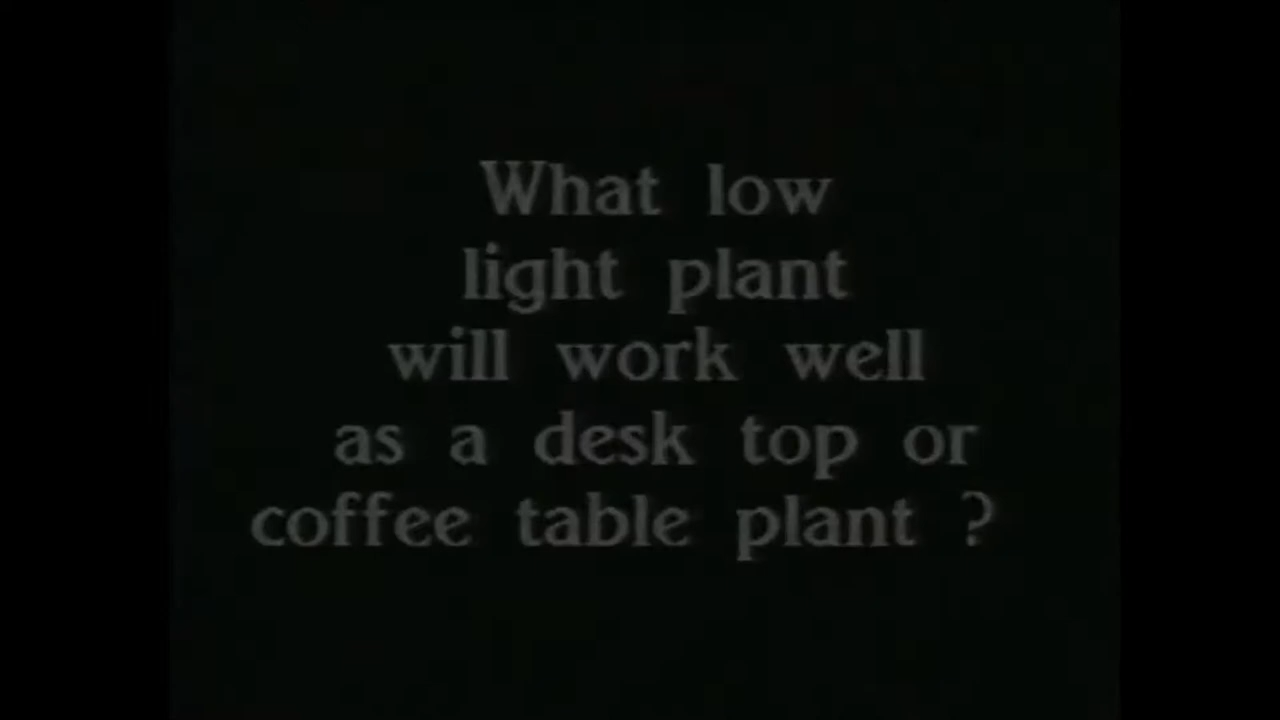 What low
light plant
will work well
as a desk top or
coffee table plant ?